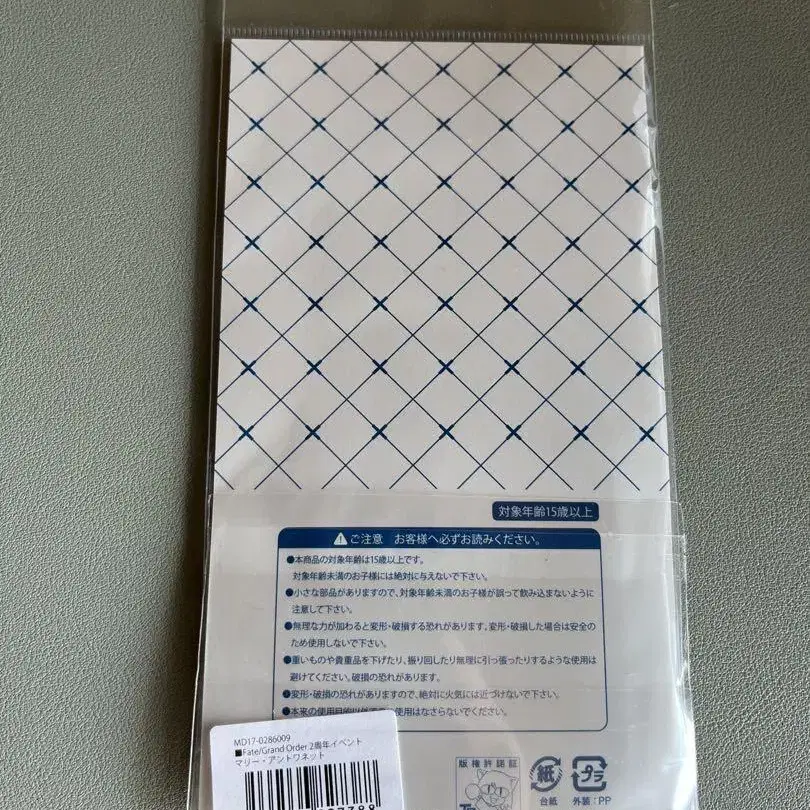 対象年齢15歳以上
ご注意 お客様へ必ずお読みください。
●本商品の対象年齢は15歳以上です。
対象年齢未満のお子様には絶対に与えないで下さい。
●小さな部品がありますので、対象年齢未満のお子様が誤って飲み込まないように
注意して下さい。
●無理な力が加わると変形・破損する恐れがあります。変形・破損した場合は安全の
ため使用しないで下さい。
●重いものや貴重品を下げたり、振り回したり無理に引っ張ったりするような使用は
避けてください。破損の恐れがあります。
●変形・破損の恐れがありますので、絶対に火気には近づけないで下さい。
●本来の使用目的以外での使用はなさらないでください。
MD17-0286009
■Fate/Grand Order 2周年イベント
マリー・アントワネット
版権許諾証
紙
台紙
プラ
外装:PP